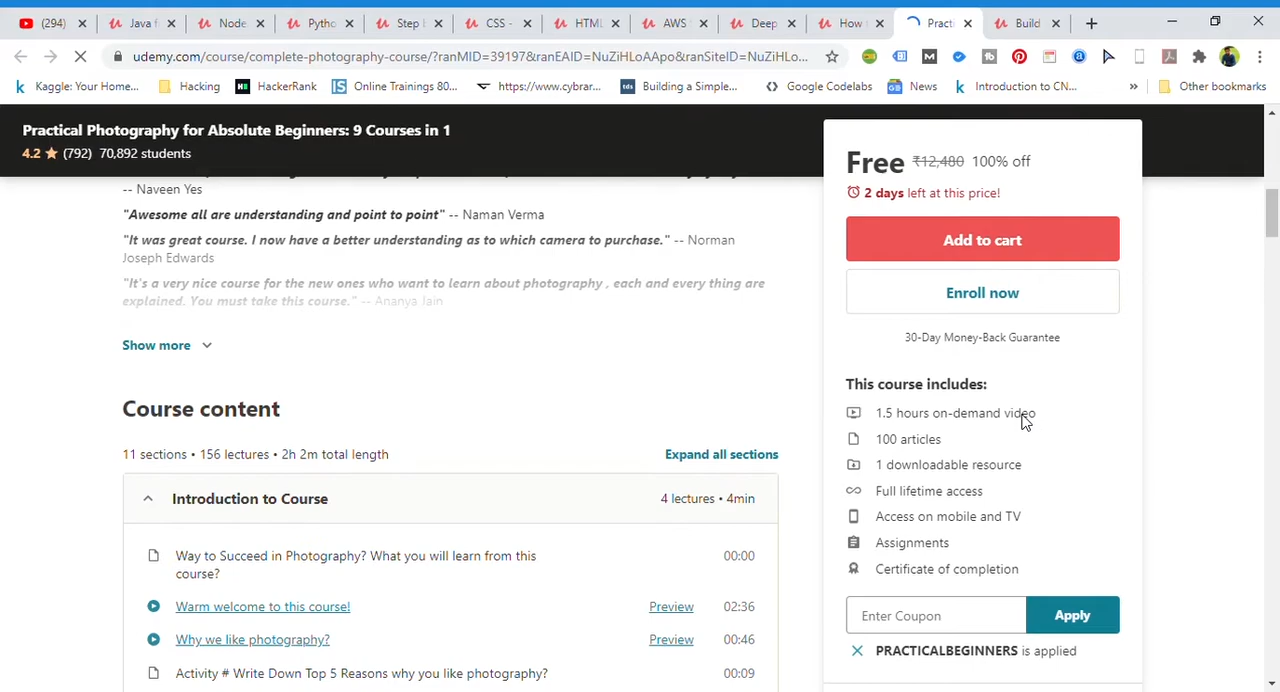 (294)
Java f
Node
Pytho
Step b
CSS -
HTML
AWS
Deep
How
Practi
Build
udemy.com/course/complete-photography-course/?ranMID=39197&ranEAID=NuZiHLoAApo&ranSiteID=NuZiHLo...
Kaggle: Your Home...
Hacking
HackerRank
Online Trainings 80...
https://www.cybrar...
Building a Simple...
Google Codelabs
News
Introduction to CN...
»
Other bookmarks
Practical Photography for Absolute Beginners: 9 Courses in 1
4.2 ★ (792) 70,892 students
-- Naveen Yes
"Awesome all are understanding and point to point" -- Naman Verma
"It was great course. I now have a better understanding as to which camera to purchase." -- Norman
Joseph Edwards
"It's a very nice course for the new ones who want to learn about photography , each and every thing are
explained. You must take this course." -- Ananya Jain
Show more
Course content
11 sections • 156 lectures • 2h 2m total length
Expand all sections
Introduction to Course
4 lectures • 4min
Way to Succeed in Photography? What you will learn from this
course?
00:00
Warm welcome to this course!
Preview
02:36
Why we like photography?
Preview
00:46
Activity # Write Down Top 5 Reasons why you like photography?
00:09
Free ₹12,480 100% off
2 days left at this price!
Add to cart
Enroll now
30-Day Money-Back Guarantee
This course includes:
1.5 hours on-demand video
100 articles
1 downloadable resource
Full lifetime access
Access on mobile and TV
Assignments
Certificate of completion
Enter Coupon
Apply
PRACTICALBEGINNERS is applied